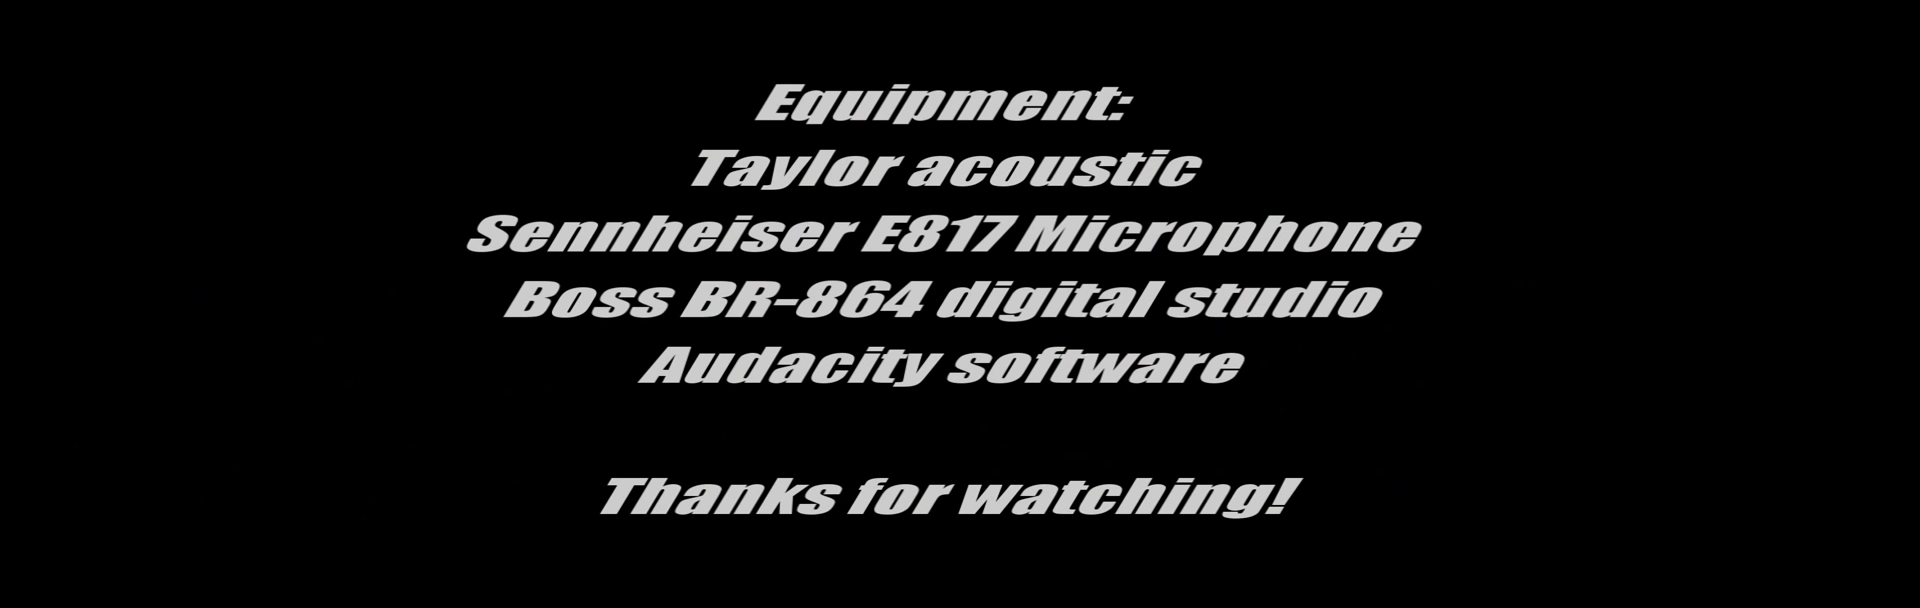 Equipment:
Taylor acoustic
Sennheiser E817 Microphone
Boss BR-864 digital studio
Audacity software
Thanks for watching!